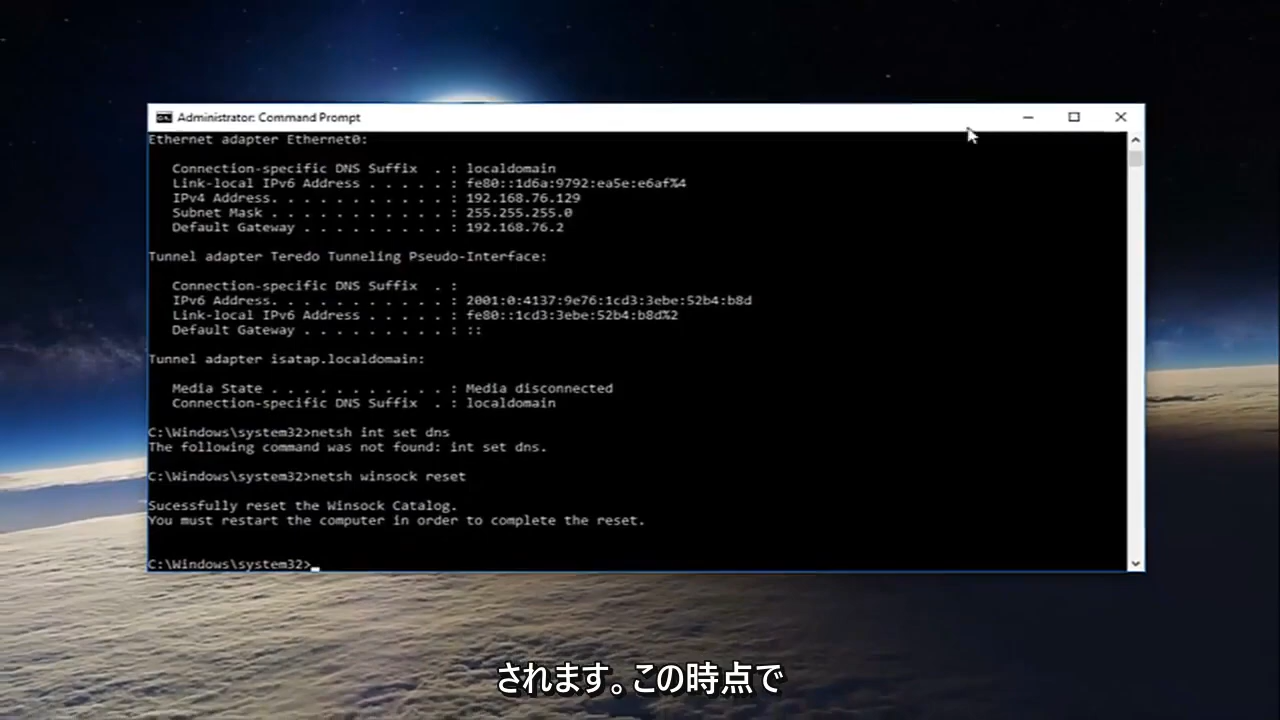 Administrator: Command Prompt
Ethernet adapter Ethernet0:
Connection-specific DNS Suffix . : localdomain
Link-local IPv6 Address . . . . . : fe80::1d6a:9792:ea5e:e6af%4
IPv4 Address. . . . . . . . . . . : 192.168.76.129
Subnet Mask . . . . . . . . . . . : 255.255.255.0
Default Gateway . . . . . . . . . : 192.168.76.2
Tunnel adapter Teredo Tunneling Pseudo-Interface:
Connection-specific DNS Suffix . :
IPv6 Address. . . . . . . . . . . : 2001:0:4137:9e76:1cd3:3ebe:52b4:b8d
Link-local IPv6 Address . . . . . : fe80::1cd3:3ebe:52b4:b8d%2
Default Gateway . . . . . . . . . : ::
Tunnel adapter isatap.localdomain:
Media State . . . . . . . . . . . : Media disconnected
Connection-specific DNS Suffix . : localdomain
C:\Windows\system32>netsh int set dns
The following command was not found: int set dns.
C:\Windows\system32>netsh winsock reset
Sucessfully reset the Winsock Catalog.
You must restart the computer in order to complete the reset.
C:\Windows\system32>
されます。この時点で